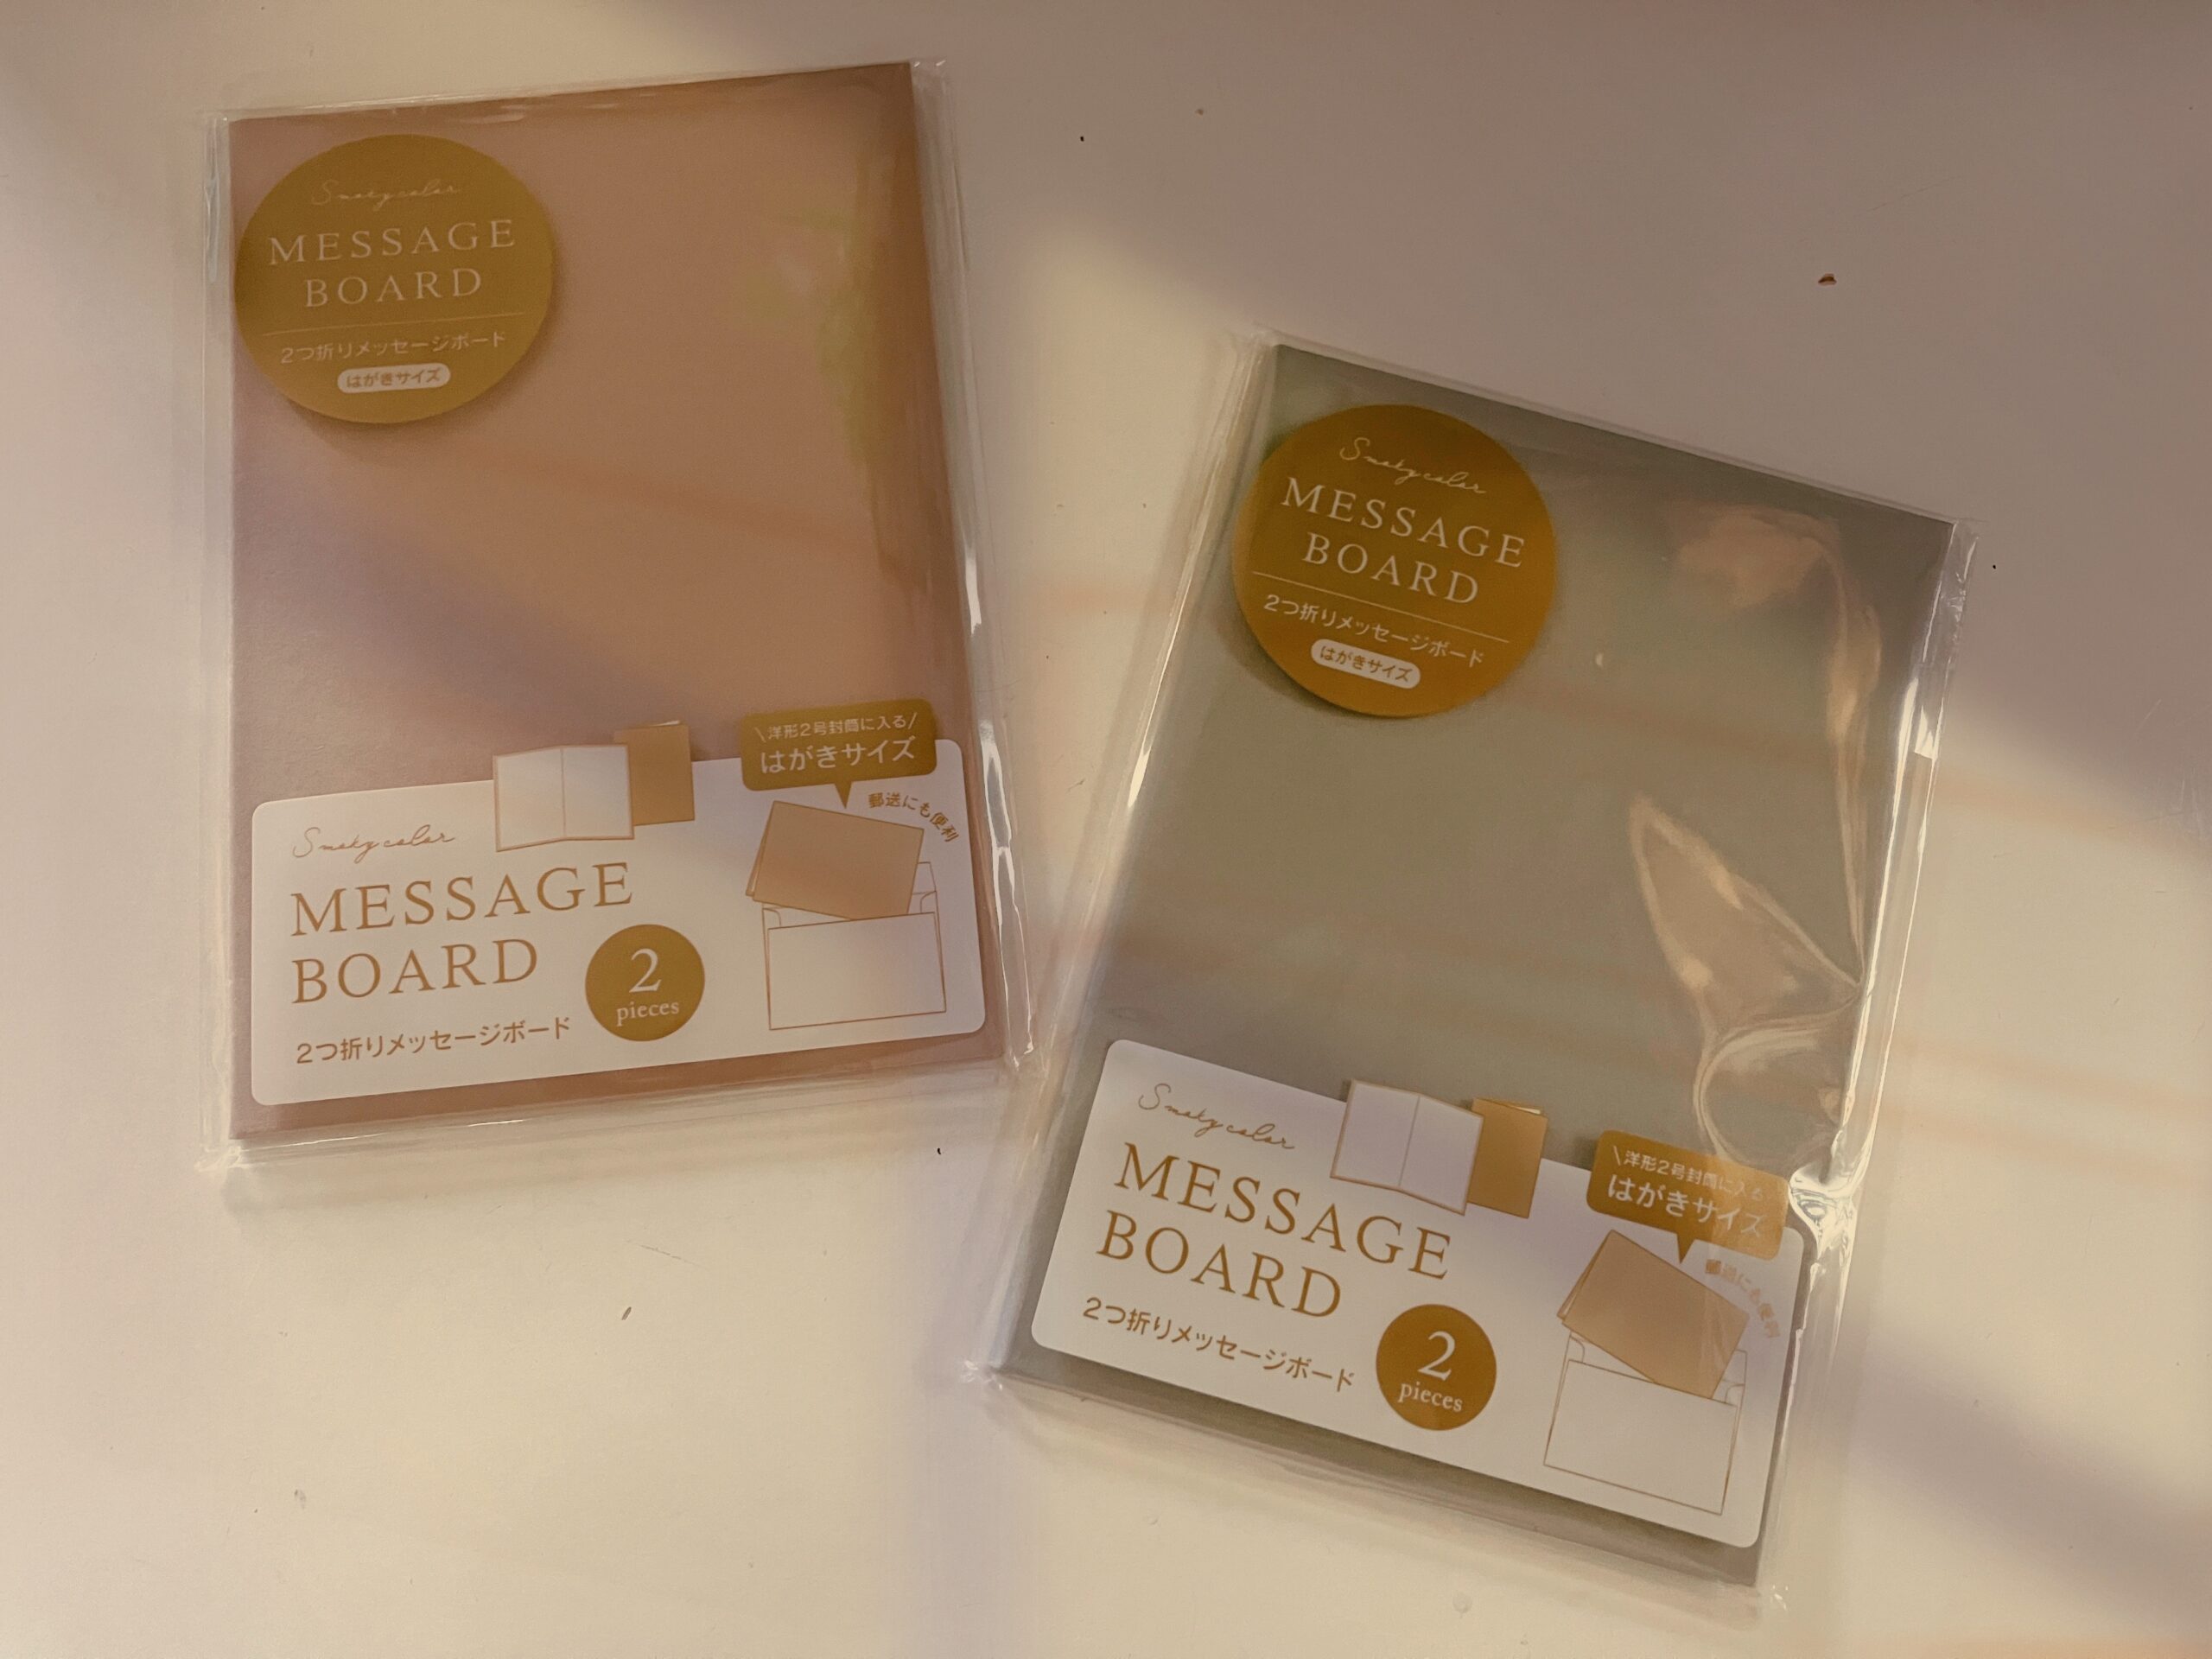 Smoky color
MESSAGE
BOARD
2つ折りメッセージボード
はがきサイズ
\洋形2号封筒に入る/
はがきサイズ
郵送にも便利
Smoky color
MESSAGE
BOARD
2
pieces
2つ折りメッセージボード
Smoky color
MESSAGE
BOARD
2つ折りメッセージボード
はがきサイズ
\洋形2号封筒に入る
はがきサイズ
郵送にも便利
Smoky color
MESSAGE
BOARD
2
pieces
2つ折りメッセージボード